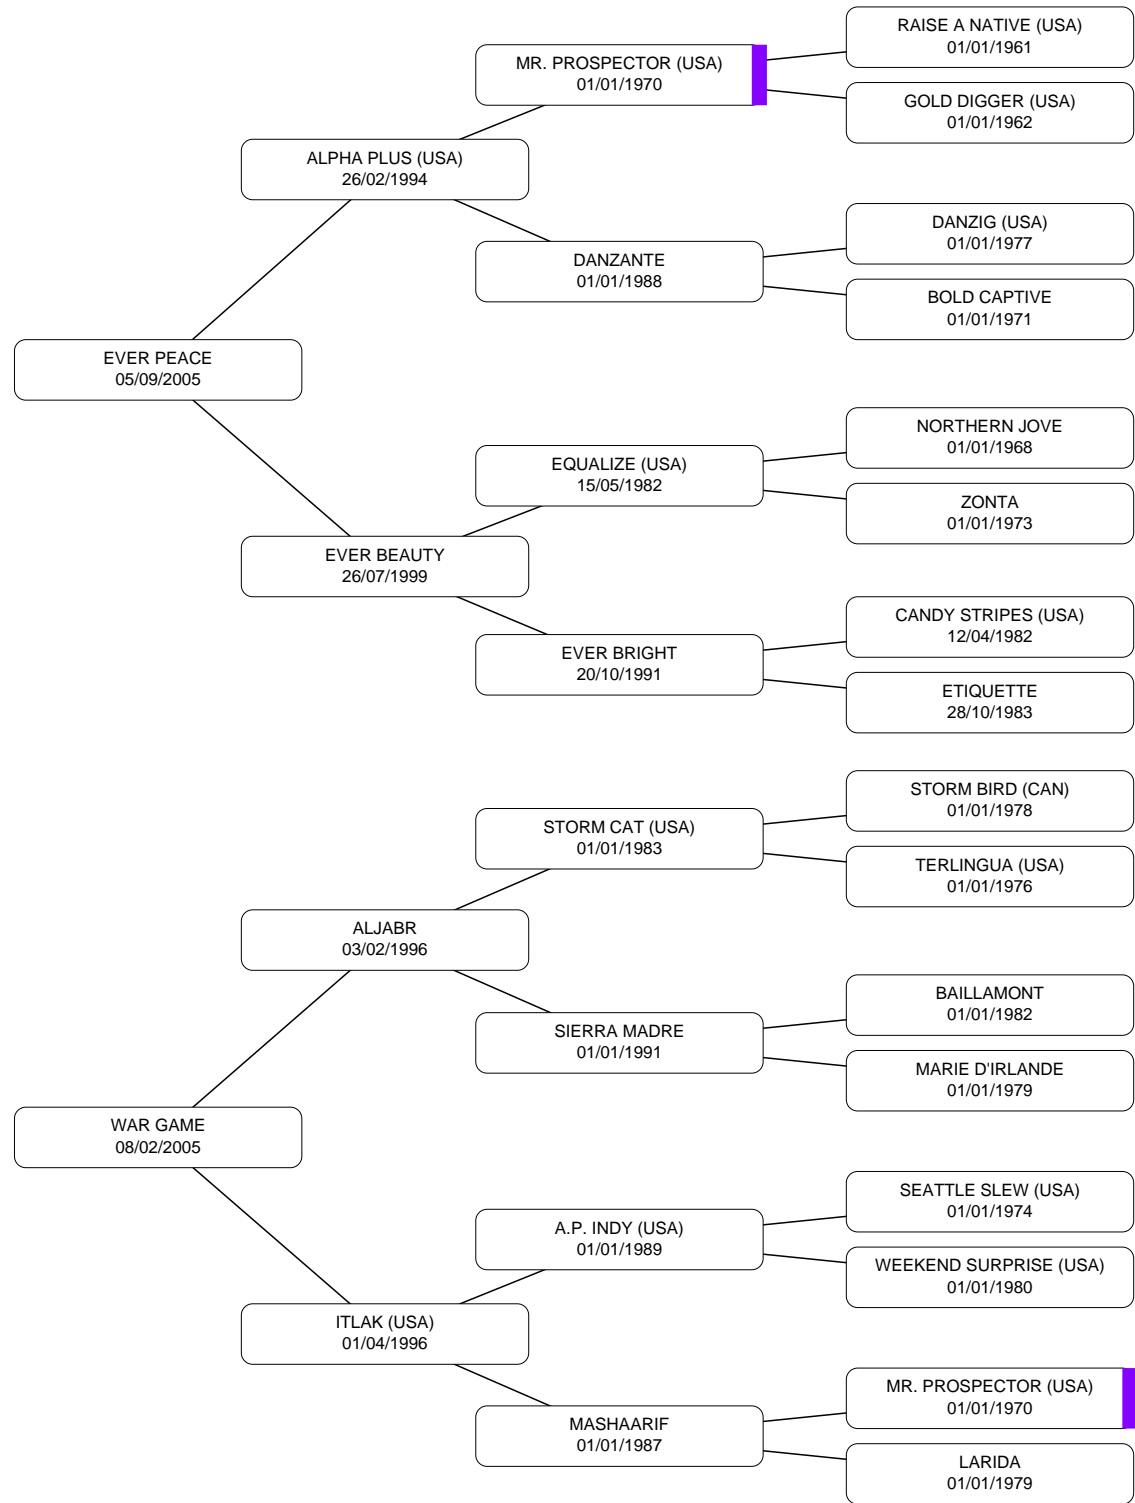 RAISE A NATIVE (USA)
01/01/1961
MR. PROSPECTOR (USA)
01/01/1970
GOLD DIGGER (USA)
01/01/1962
ALPHA PLUS (USA)
26/02/1994
DANZIG (USA)
01/01/1977
DANZANTE
01/01/1988
BOLD CAPTIVE
01/01/1971
EVER PEACE
05/09/2005
NORTHERN JOVE
01/01/1968
EQUALIZE (USA)
15/05/1982
ZONTA
01/01/1973
EVER BEAUTY
26/07/1999
CANDY STRIPES (USA)
12/04/1982
EVER BRIGHT
20/10/1991
ETIQUETTE
28/10/1983
STORM BIRD (CAN)
01/01/1978
STORM CAT (USA)
01/01/1983
TERLINGUA (USA)
01/01/1976
ALJABR
03/02/1996
BAILLAMONT
01/01/1982
SIERRA MADRE
01/01/1991
MARIE D'IRLANDE
01/01/1979
WAR GAME
08/02/2005
SEATTLE SLEW (USA)
01/01/1974
A.P. INDY (USA)
01/01/1989
WEEKEND SURPRISE (USA)
01/01/1980
ITLAK (USA)
01/04/1996
MR. PROSPECTOR (USA)
01/01/1970
MASHAARIF
01/01/1987
LARIDA
01/01/1979